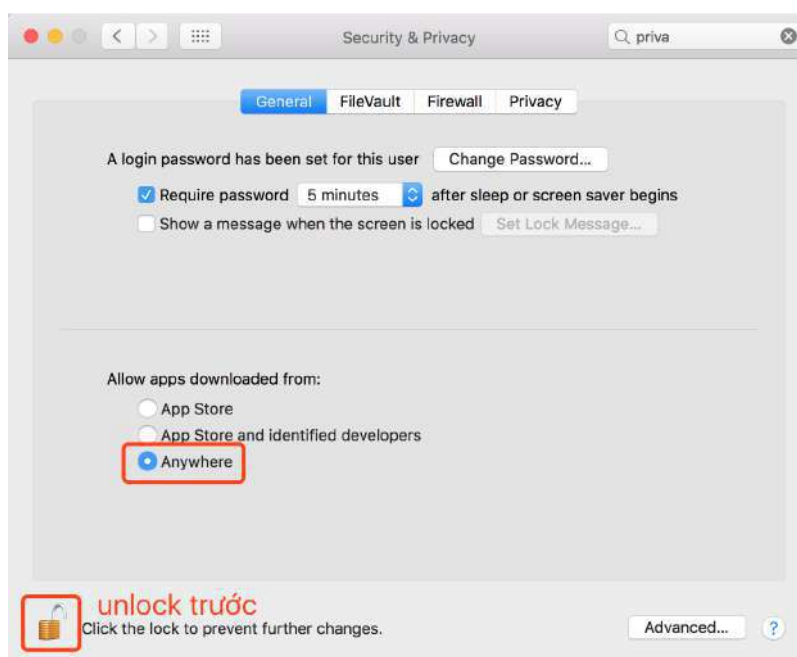 Security & Privacy
priva
General FileVault Firewall Privacy
A login password has been set for this user Change Password...
Require password 5 minutes after sleep or screen saver begins
Show a message when the screen is locked Set Lock Message...
Allow apps downloaded from:
App Store
App Store and identified developers
Anywhere
unlock trước
Click the lock to prevent further changes.
Advanced... ?